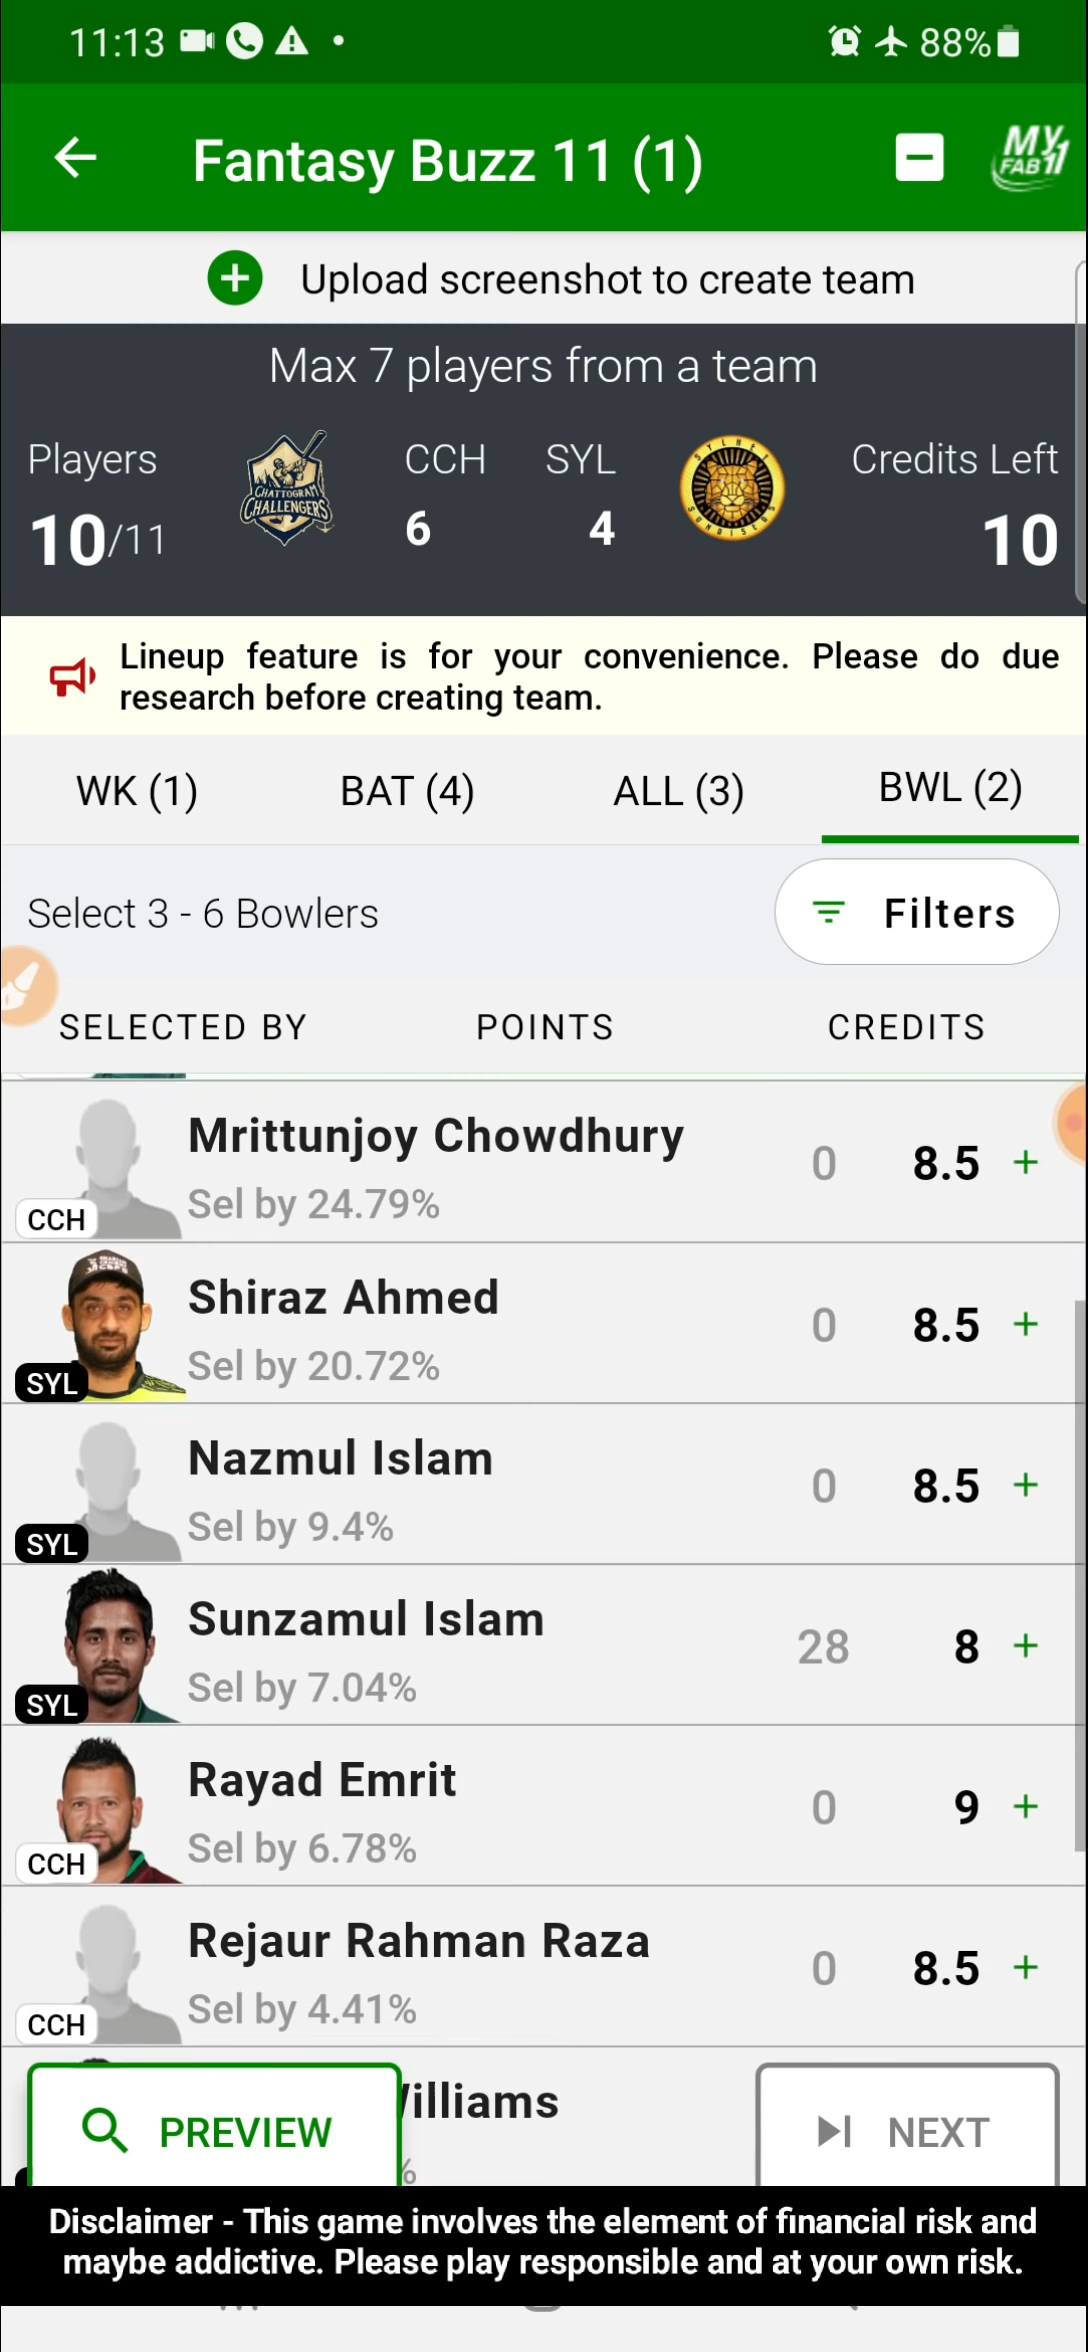 11:13 88%
Fantasy Buzz 11 (1) MY FAB11
Upload screenshot to create team
Max 7 players from a team
Players CCH SYL Credits Left
CHATTOGRAM CHALLENGERS SYLHET SUNRISERS
10/11 6 4 10
Lineup feature is for your convenience. Please do due
research before creating team.
WK (1) BAT (4) ALL (3) BWL (2)
Select 3 - 6 Bowlers Filters
SELECTED BY POINTS CREDITS
Mrittunjoy Chowdhury
CCH Sel by 24.79% 0 8.5 +
Shiraz Ahmed
SYL Sel by 20.72% 0 8.5 +
Nazmul Islam
SYL Sel by 9.4% 0 8.5 +
Sunzamul Islam
SYL Sel by 7.04% 28 8 +
Rayad Emrit
CCH Sel by 6.78% 0 9 +
Rejaur Rahman Raza
CCH Sel by 4.41% 0 8.5 +
illiams
%
PREVIEW NEXT
Disclaimer - This game involves the element of financial risk and
maybe addictive. Please play responsible and at your own risk.